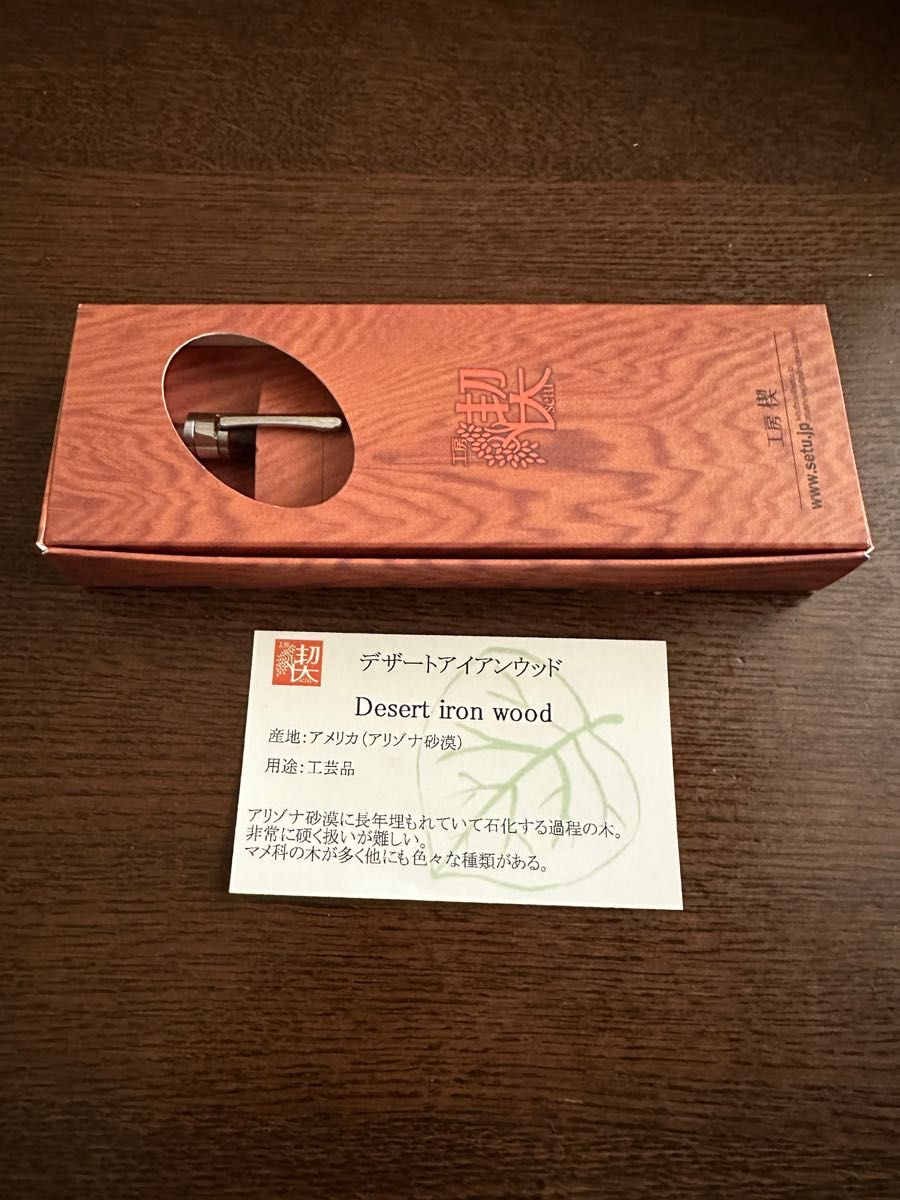 工房
楔
setu
工房 楔
www.setu.jp
工房
楔
setu
デザートアイアンウッド
Desert iron wood
産地：アメリカ（アリゾナ砂漠）
用途：工芸品
アリゾナ砂漠に長年埋もれていて石化する過程の木。
非常に硬く扱いが難しい。
マメ科の木が多く他にも色々な種類がある。